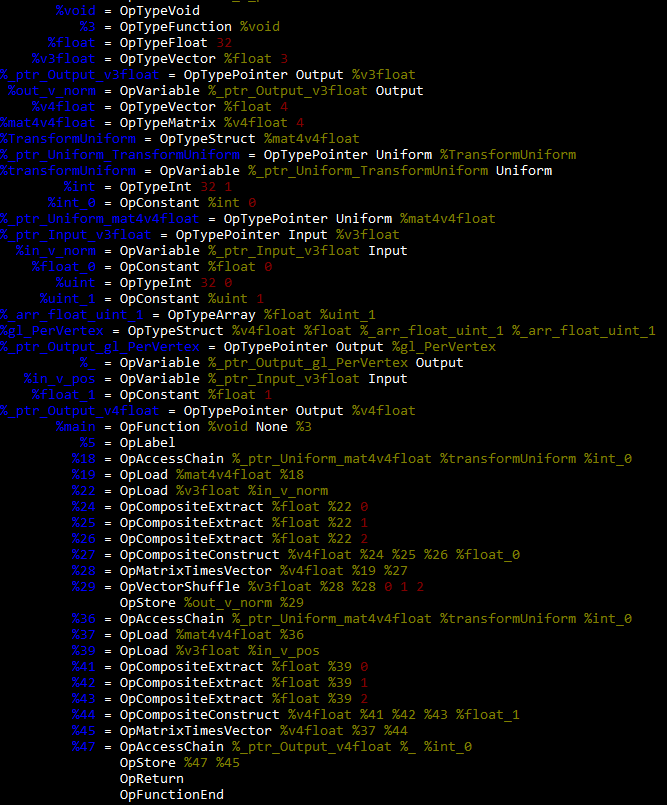 %void = OpTypeVoid
%3 = OpTypeFunction %void
%float = OpTypeFloat 32
%v3float = OpTypeVector %float 3
%_ptr_Output_v3float = OpTypePointer Output %v3float
%out_v_norm = OpVariable %_ptr_Output_v3float Output
%v4float = OpTypeVector %float 4
%mat4v4float = OpTypeMatrix %v4float 4
%TransformUniform = OpTypeStruct %mat4v4float
%_ptr_Uniform_TransformUniform = OpTypePointer Uniform %TransformUniform
%transformUniform = OpVariable %_ptr_Uniform_TransformUniform Uniform
%int = OpTypeInt 32 1
%int_0 = OpConstant %int 0
%_ptr_Uniform_mat4v4float = OpTypePointer Uniform %mat4v4float
%_ptr_Input_v3float = OpTypePointer Input %v3float
%in_v_norm = OpVariable %_ptr_Input_v3float Input
%float_0 = OpConstant %float 0
%uint = OpTypeInt 32 0
%uint_1 = OpConstant %uint 1
%_arr_float_uint_1 = OpTypeArray %float %uint_1
%gl_PerVertex = OpTypeStruct %v4float %float %_arr_float_uint_1 %_arr_float_uint_1
%_ptr_Output_gl_PerVertex = OpTypePointer Output %gl_PerVertex
%_ = OpVariable %_ptr_Output_gl_PerVertex Output
%in_v_pos = OpVariable %_ptr_Input_v3float Input
%float_1 = OpConstant %float 1
%_ptr_Output_v4float = OpTypePointer Output %v4float
%main = OpFunction %void None %3
%5 = OpLabel
%18 = OpAccessChain %_ptr_Uniform_mat4v4float %transformUniform %int_0
%19 = OpLoad %mat4v4float %18
%22 = OpLoad %v3float %in_v_norm
%24 = OpCompositeExtract %float %22 0
%25 = OpCompositeExtract %float %22 1
%26 = OpCompositeExtract %float %22 2
%27 = OpCompositeConstruct %v4float %24 %25 %26 %float_0
%28 = OpMatrixTimesVector %v4float %19 %27
%29 = OpVectorShuffle %v3float %28 %28 0 1 2
OpStore %out_v_norm %29
%36 = OpAccessChain %_ptr_Uniform_mat4v4float %transformUniform %int_0
%37 = OpLoad %mat4v4float %36
%39 = OpLoad %v3float %in_v_pos
%41 = OpCompositeExtract %float %39 0
%42 = OpCompositeExtract %float %39 1
%43 = OpCompositeExtract %float %39 2
%44 = OpCompositeConstruct %v4float %41 %42 %43 %float_1
%45 = OpMatrixTimesVector %v4float %37 %44
%47 = OpAccessChain %_ptr_Output_v4float %_ %int_0
OpStore %47 %45
OpReturn
OpFunctionEnd